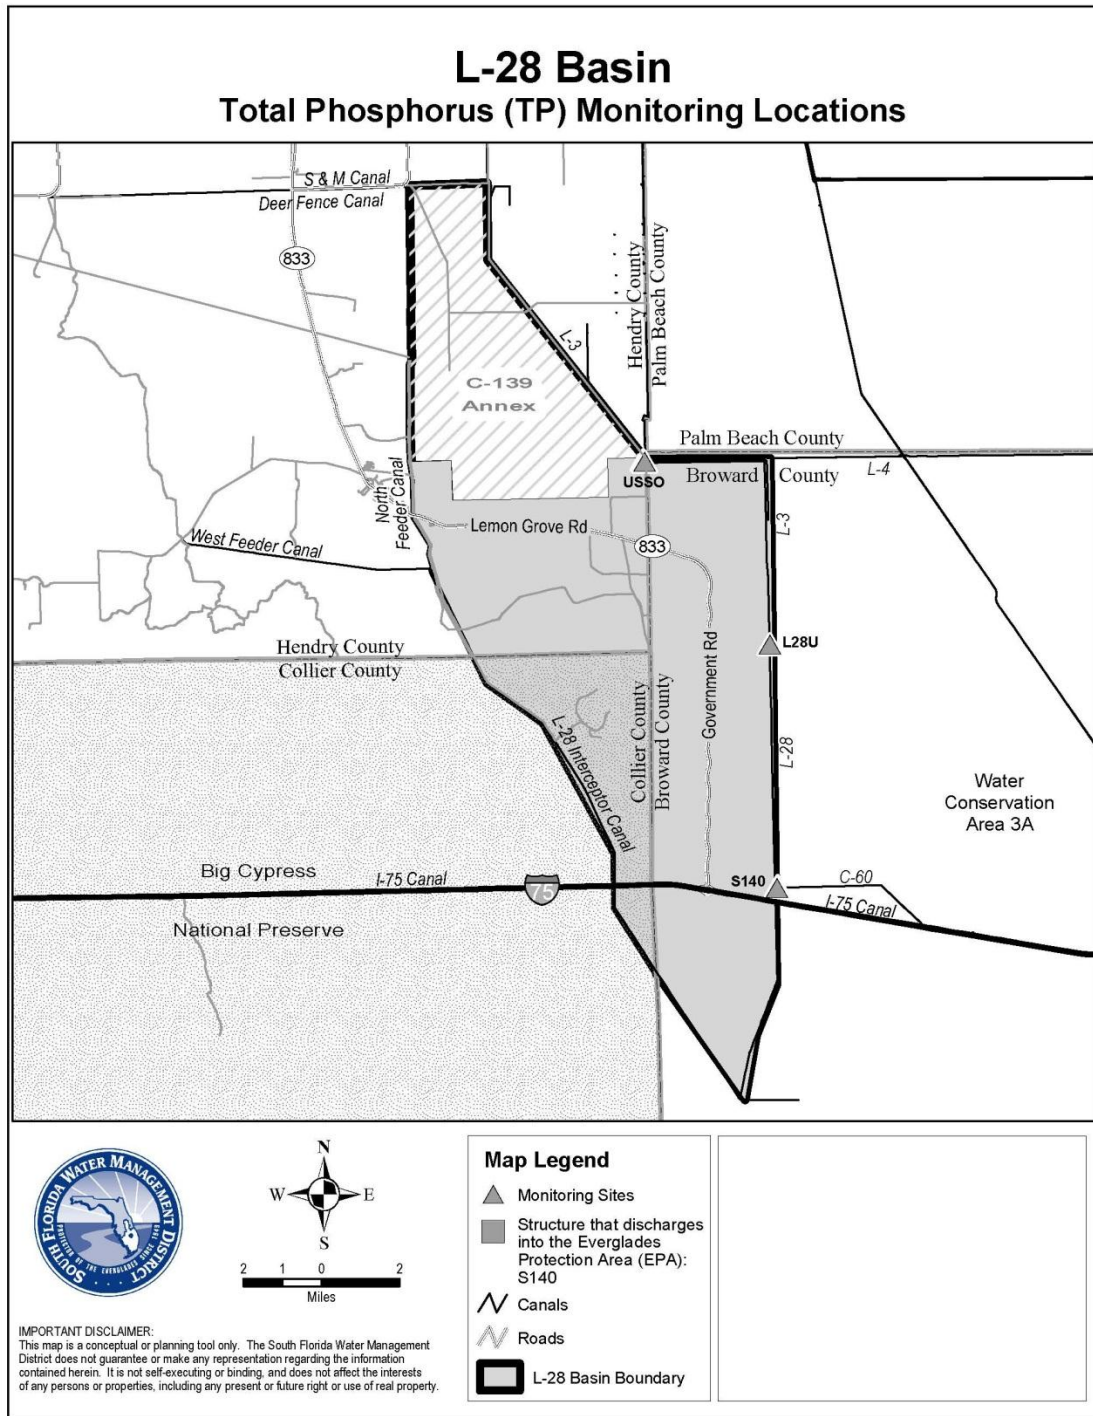 L-28 Basin
Total Phosphorus (TP) Monitoring Locations
S & M Canal
Deer Fence Canal
833
Hendry County
Palm Beach County
L-3
C-139
Annex
Palm Beach County
Broward County
L-4
USSO
North
Feeder Canal
Lemon Grove Rd
L-3
West Feeder Canal
833
Hendry County
Collier County
L28U
Government Rd
Collier County
Broward County
L-28 Interceptor Canal
L-28
Water
Conservation
Area 3A
Big Cypress
I-75 Canal
75
S140
C-60
I-75 Canal
National Preserve
SOUTH FLORIDA WATER MANAGEMENT DISTRICT
PROTECTOR OF THE EVERGLADES SINCE 1949
N
W
E
S
2 1 0 2
Miles
Map Legend
Monitoring Sites
Structure that discharges
into the Everglades
Protection Area (EPA):
S140
Canals
Roads
L-28 Basin Boundary
IMPORTANT DISCLAIMER:
This map is a conceptual or planning tool only. The South Florida Water Management
District does not guarantee or make any representation regarding the information
contained herein. It is not self-executing or binding, and does not affect the interests
of any persons or properties, including any present or future right or use of real property.